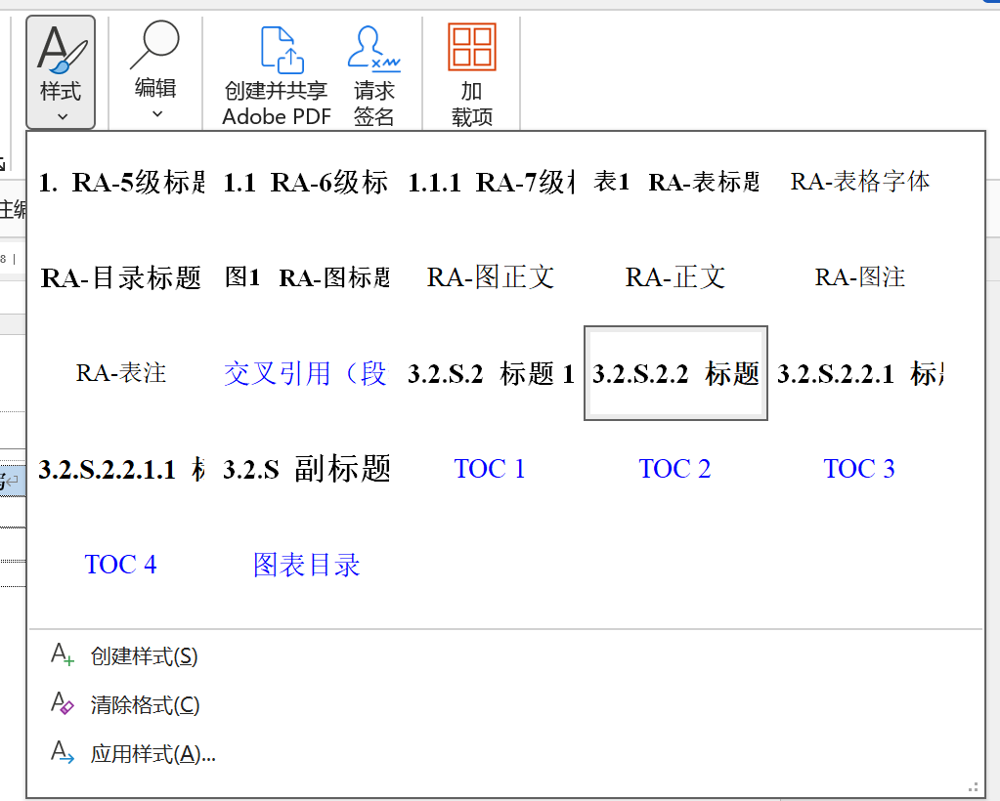 样式
编辑
创建并共享
Adobe PDF
请求
签名
加
载项
1. RA-5级标题
1.1 RA-6级标
1.1.1 RA-7级
表1 RA-表标题
RA-表格字体
RA-目录标题
图1 RA-图标题
RA-图正文
RA-正文
RA-图注
RA-表注
交叉引用（段
3.2.S.2 标题 1
3.2.S.2.2 标题
3.2.S.2.2.1 标
3.2.S.2.2.1.1
3.2.S 副标题
TOC 1
TOC 2
TOC 3
TOC 4
图表目录
创建样式(S)
清除格式(C)
应用样式(A)...
8